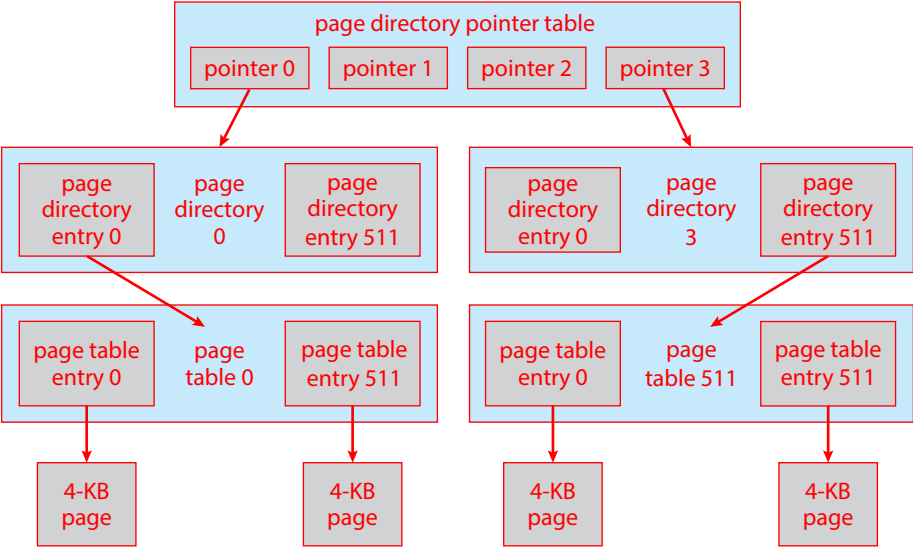 page directory pointer table
pointer 0
pointer 1
pointer 2
pointer 3
page
directory
entry 0
page
directory
0
page
directory
entry 511
page
directory
entry 0
page
directory
3
page
directory
entry 511
page table
entry 0
page
table 0
page table
entry 511
page table
entry 0
page
table 511
page table
entry 511
4-KB
page
4-KB
page
4-KB
page
4-KB
page